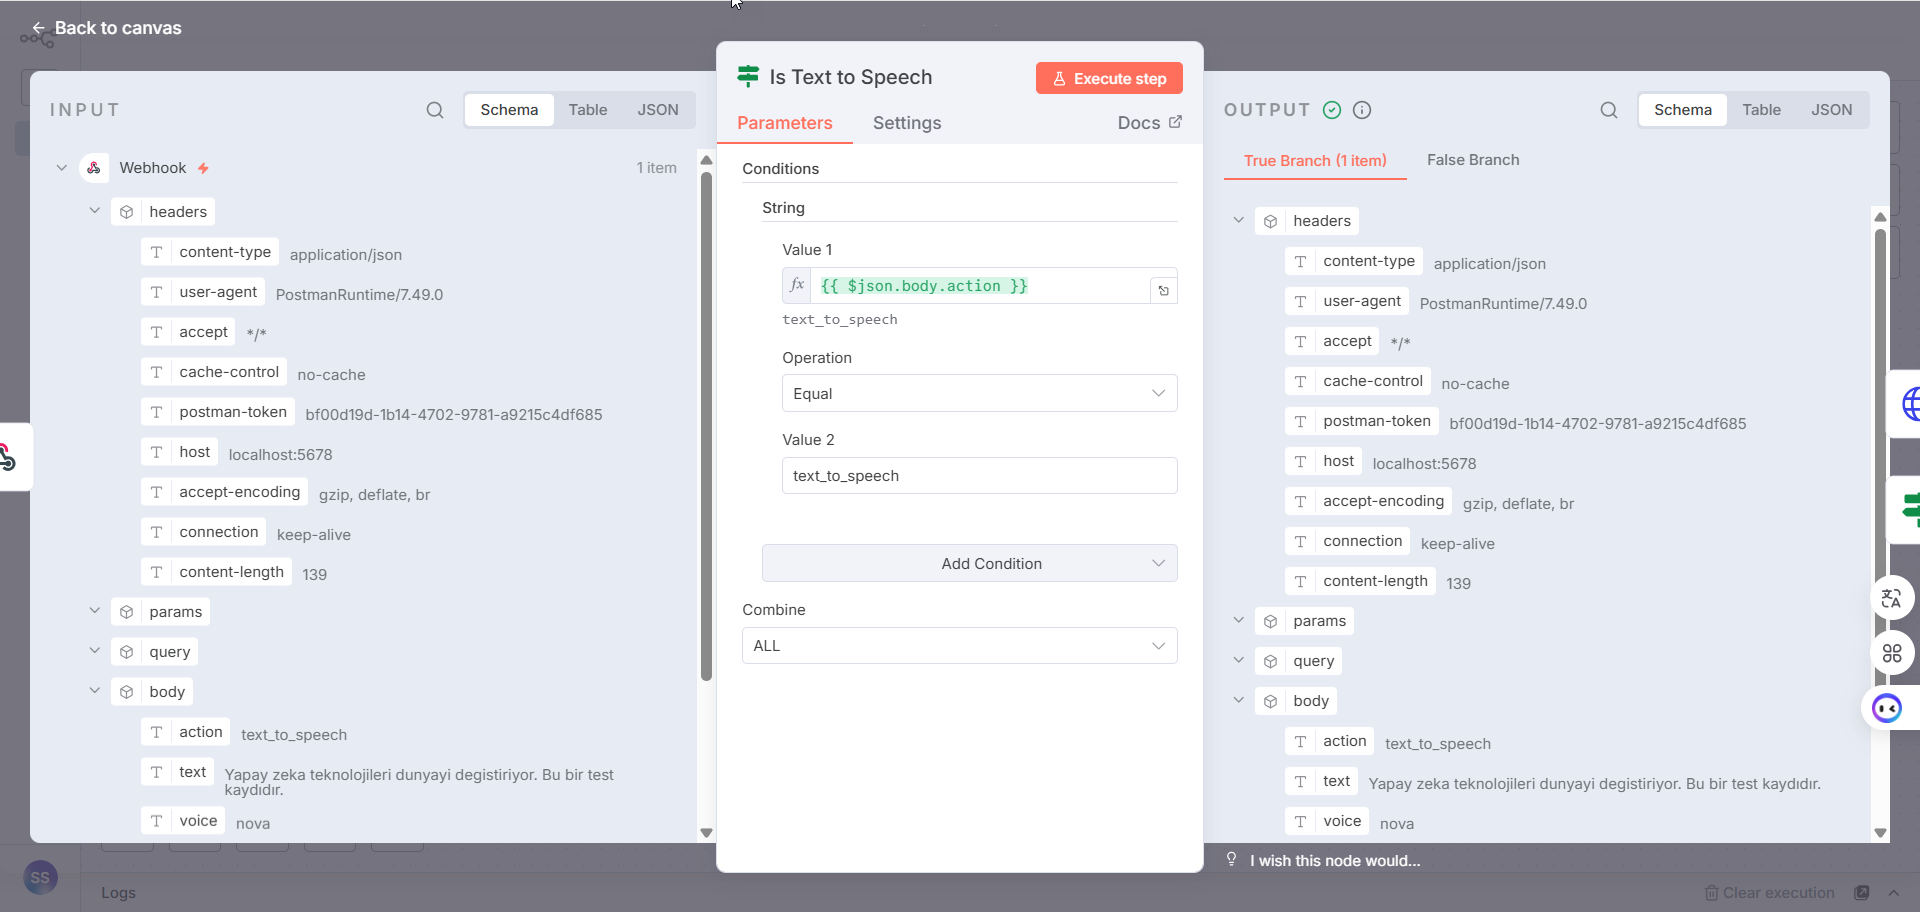 Back to canvas
INPUT
Schema
Table
JSON
Webhook
1 item
headers
content-type application/json
user-agent PostmanRuntime/7.49.0
accept */*
cache-control no-cache
postman-token bf00d19d-1b14-4702-9781-a9215c4df685
host localhost:5678
accept-encoding gzip, deflate, br
connection keep-alive
content-length 139
params
query
body
action text_to_speech
text Yapay zeka teknolojileri dunyayi degistiriyor. Bu bir test
kaydıdır.
voice nova
Is Text to Speech
Execute step
Parameters
Settings
Docs
Conditions
String
Value 1
fx {{ $json.body.action }}
text_to_speech
Operation
Equal
Value 2
text_to_speech
Add Condition
Combine
ALL
OUTPUT
Schema
Table
JSON
True Branch (1 item)
False Branch
headers
content-type application/json
user-agent PostmanRuntime/7.49.0
accept */*
cache-control no-cache
postman-token bf00d19d-1b14-4702-9781-a9215c4df685
host localhost:5678
accept-encoding gzip, deflate, br
connection keep-alive
content-length 139
params
query
body
action text_to_speech
text Yapay zeka teknolojileri dunyayi degistiriyor. Bu bir test kaydıdır.
voice nova
I wish this node would...
SS
Logs
Clear execution